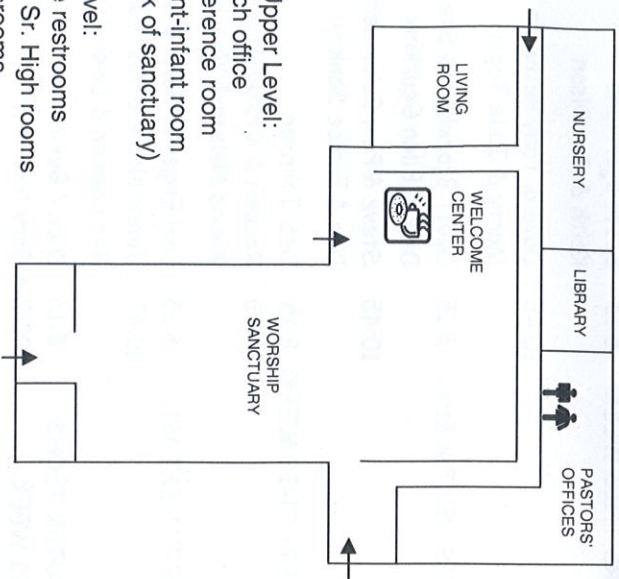 NURSERY
LIBRARY
PASTORS'
OFFICES
LIVING
ROOM
WELCOME
CENTER
WORSHIP
SANCTUARY
Upper Level:
ch office
erence room
nt-infant room
k of sanctuary)
vel:
restrooms
Sr. High rooms
rooms